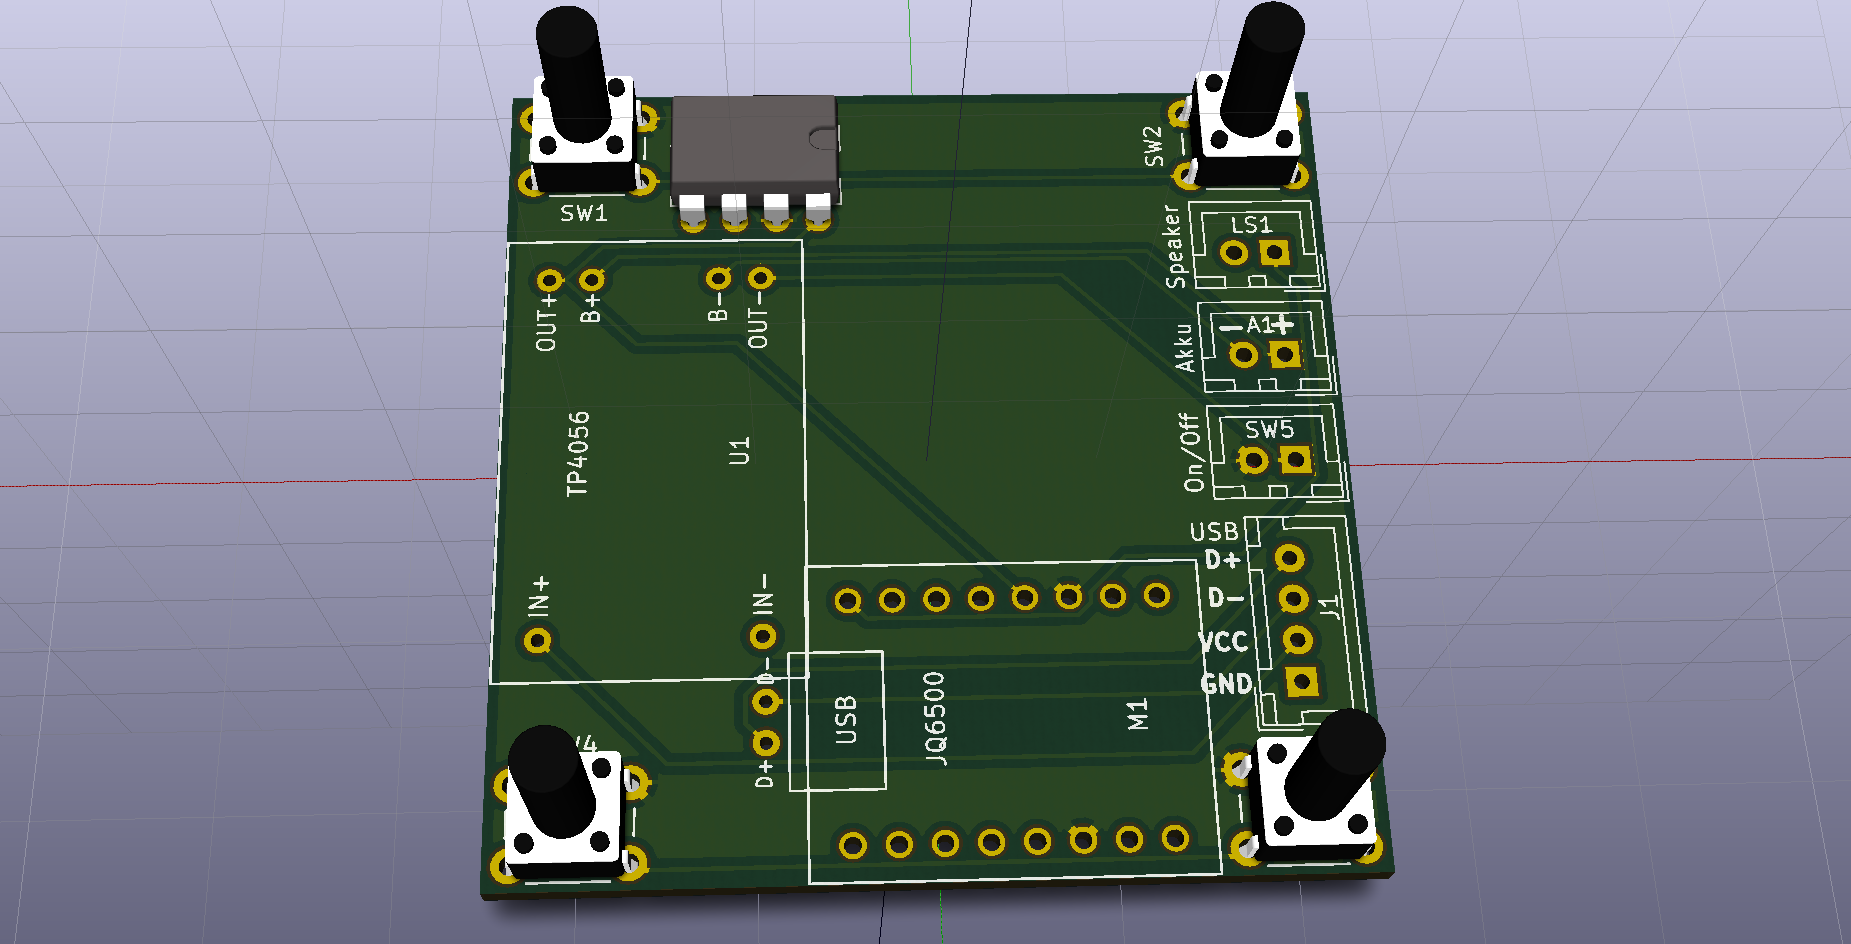 SW1
SW2
Speaker
LS1
OUT+
B+
B-
OUT-
Akku
- A1 +
On/Off
SW5
TP4056
U1
USB
D+
D-
VCC
GND
J1
IN+
IN-
D-
D+
USB
JQ6500
M1
4